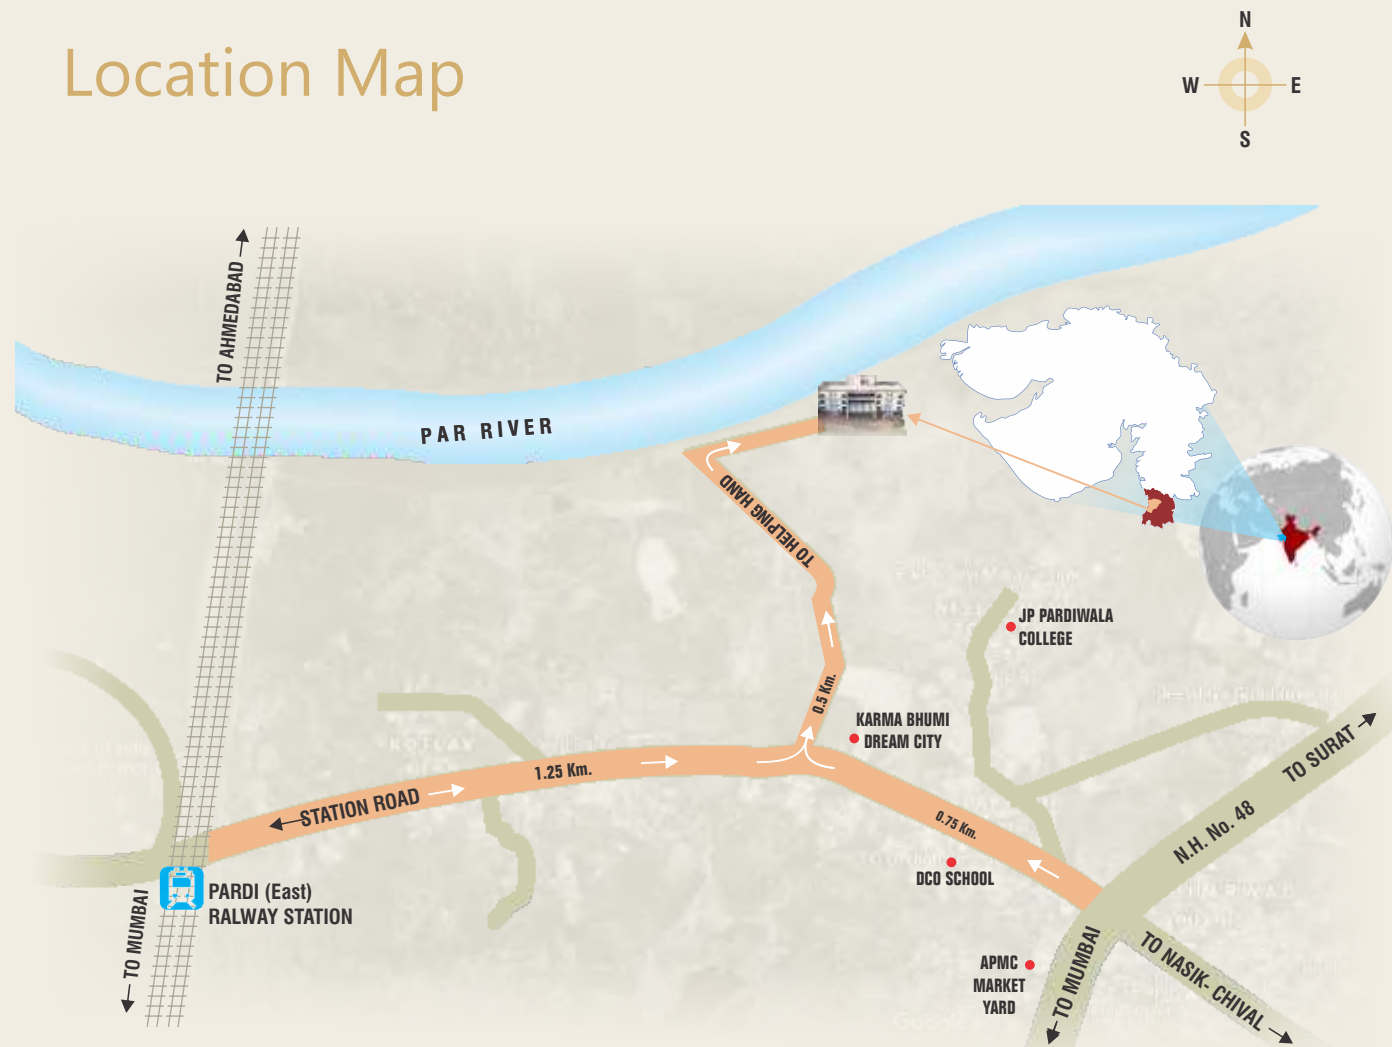 Location Map
N
W
E
S
TO AHMEDABAD
PAR RIVER
TO HELPING HAND
JP PARDIWALA
COLLEGE
0.5 Km.
KARMA BHUMI
DREAM CITY
TO SURAT
1.25 Km.
STATION ROAD
0.75 Km.
N.H. No. 48
DCO SCHOOL
PARDI (East)
RALWAY STATION
TO MUMBAI
APMC
MARKET
YARD
TO MUMBAI
TO NASIK- CHIVAL